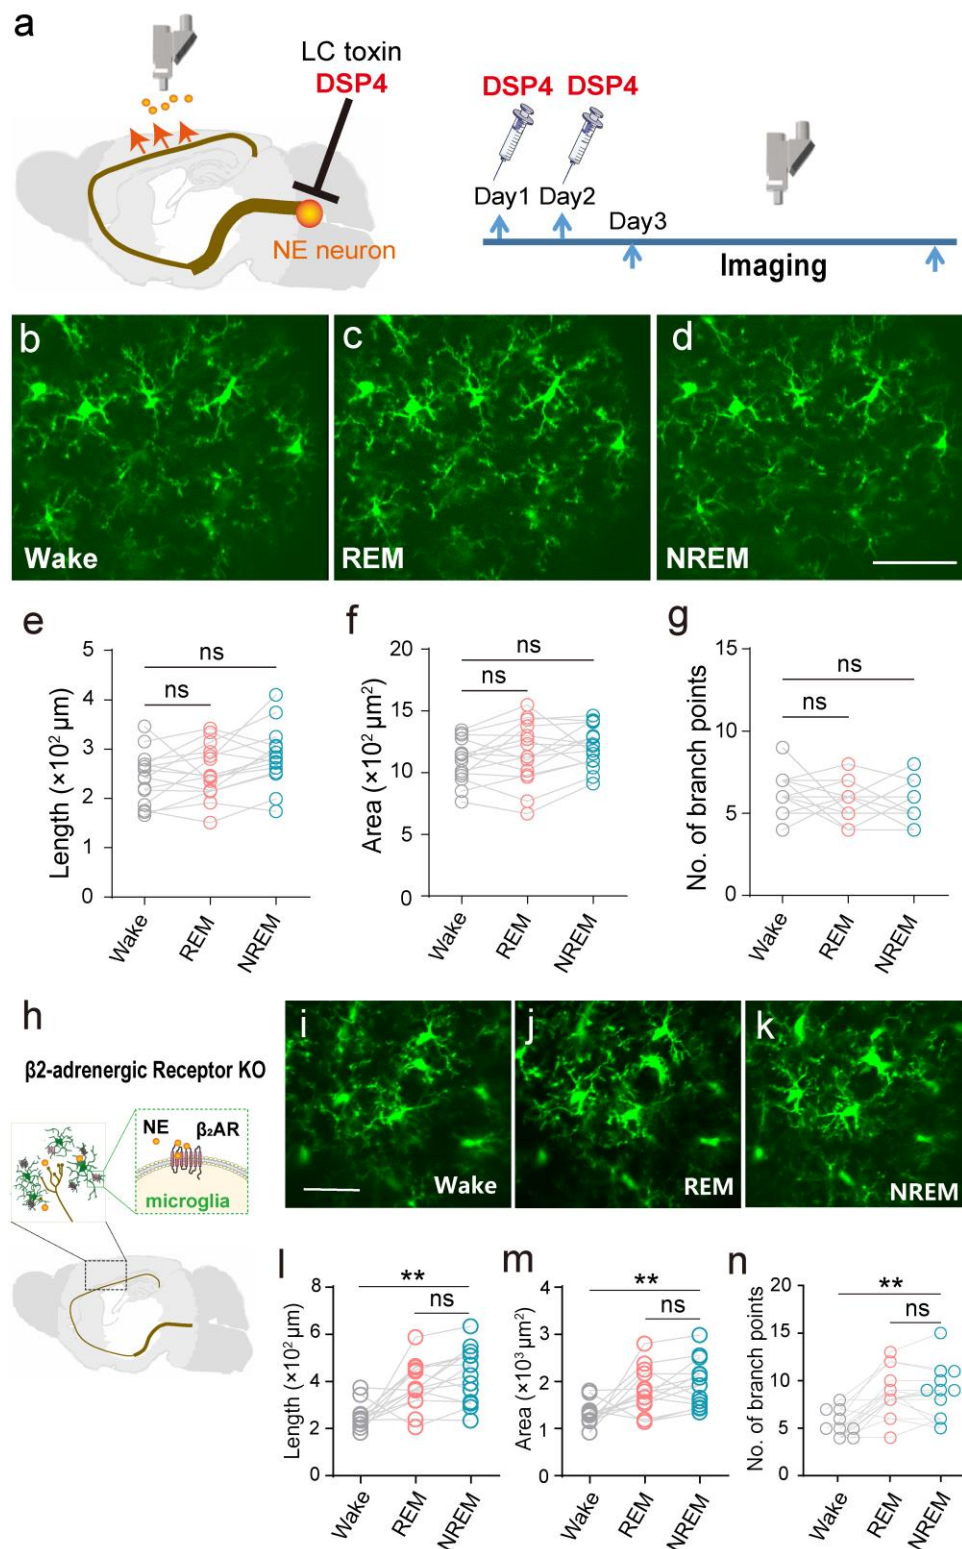 a
LC toxin
DSP4
NE neuron
DSP4 DSP4
Day1 Day2
Day3
Imaging
b
Wake
c
REM
d
NREM
e
Length (×10² µm)
5
4
3
2
1
0
ns
ns
Wake
REM
NREM
f
Area (×10² µm²)
20
15
10
5
0
ns
ns
Wake
REM
NREM
g
No. of branch points
15
10
5
0
ns
ns
Wake
REM
NREM
h
β2-adrenergic Receptor KO
NE
β₂AR
microglia
i
Wake
j
REM
k
NREM
l
Length (×10² µm)
8
6
4
2
0
**
ns
Wake
REM
NREM
m
Area (×10³ µm²)
4
3
2
1
0
**
ns
Wake
REM
NREM
n
No. of branch points
20
15
10
5
0
**
ns
Wake
REM
NREM